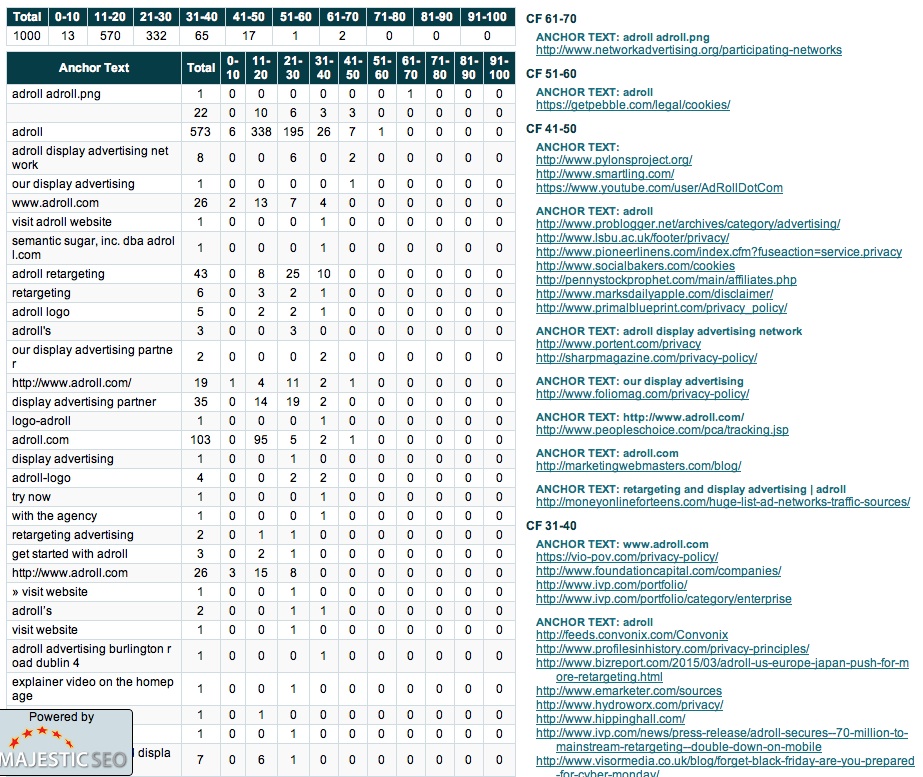 Total 0-10 11-20 21-30 31-40 41-50 51-60 61-70 71-80 81-90 91-100
1000 13 570 332 65 17 1 2 0 0 0
Anchor Text Total 0- 11- 21- 31- 41- 51- 61- 71- 81- 91-
10 20 30 40 50 60 70 80 90 100
adroll adroll.png 1 0 0 0 0 0 0 1 0 0 0
22 0 10 6 3 3 0 0 0 0 0
adroll 573 6 338 195 26 7 1 0 0 0 0
adroll display advertising net
work 8 0 0 6 0 2 0 0 0 0 0
our display advertising 1 0 0 0 0 1 0 0 0 0 0
www.adroll.com 26 2 13 7 4 0 0 0 0 0 0
visit adroll website 1 0 0 0 1 0 0 0 0 0 0
semantic sugar, inc. dba adrol
l.com 1 0 0 0 1 0 0 0 0 0 0
adroll retargeting 43 0 8 25 10 0 0 0 0 0 0
retargeting 6 0 3 2 1 0 0 0 0 0 0
adroll logo 5 0 2 2 1 0 0 0 0 0 0
adroll's 3 0 0 3 0 0 0 0 0 0 0
our display advertising partne
r 2 0 0 0 2 0 0 0 0 0 0
http://www.adroll.com/ 19 1 4 11 2 1 0 0 0 0 0
display advertising partner 35 0 14 19 2 0 0 0 0 0 0
logo-adroll 1 0 0 0 1 0 0 0 0 0 0
adroll.com 103 0 95 5 2 1 0 0 0 0 0
display advertising 1 0 0 1 0 0 0 0 0 0 0
adroll-logo 4 0 0 2 2 0 0 0 0 0 0
try now 1 0 0 0 1 0 0 0 0 0 0
with the agency 1 0 0 0 1 0 0 0 0 0 0
retargeting advertising 2 0 1 1 0 0 0 0 0 0 0
get started with adroll 3 0 2 1 0 0 0 0 0 0 0
http://www.adroll.com 26 3 15 8 0 0 0 0 0 0 0
» visit website 1 0 0 1 0 0 0 0 0 0 0
adroll’s 2 0 0 1 1 0 0 0 0 0 0
visit website 1 0 0 1 0 0 0 0 0 0 0
adroll advertising burlington r
oad dublin 4 1 0 0 0 1 0 0 0 0 0 0
explainer video on the homep
age 1 0 0 1 0 0 0 0 0 0 0
1 0 1 0 0 0 0 0 0 0 0
1 0 0 1 0 0 0 0 0 0 0
displa
7 0 6 1 0 0 0 0 0 0 0
Powered by
MAJESTIC SEO
CF 61-70
ANCHOR TEXT: adroll adroll.png
http://www.networkadvertising.org/participating-networks
CF 51-60
ANCHOR TEXT: adroll
https://getpebble.com/legal/cookies/
CF 41-50
ANCHOR TEXT:
http://www.pylonsproject.org/
http://www.smartling.com/
https://www.youtube.com/user/AdRollDotCom
ANCHOR TEXT: adroll
http://www.problogger.net/archives/category/advertising/
http://www.lsbu.ac.uk/footer/privacy/
http://www.pioneerlinens.com/index.cfm?fuseaction=service.privacy
http://www.socialbakers.com/cookies
http://pennystockprophet.com/main/affiliates.php
http://www.marksdailyapple.com/disclaimer/
http://www.primalblueprint.com/privacy_policy/
ANCHOR TEXT: adroll display advertising network
http://www.portent.com/privacy
http://sharpmagazine.com/privacy-policy/
ANCHOR TEXT: our display advertising
http://www.foliomag.com/privacy-policy/
ANCHOR TEXT: http://www.adroll.com/
http://www.peopleschoice.com/pca/tracking.jsp
ANCHOR TEXT: adroll.com
http://marketingwebmasters.com/blog/
ANCHOR TEXT: retargeting and display advertising | adroll
http://moneyonlineforteens.com/huge-list-ad-networks-traffic-sources/
CF 31-40
ANCHOR TEXT: www.adroll.com
https://vio-pov.com/privacy-policy/
http://www.foundationcapital.com/companies/
http://www.ivp.com/portfolio/
http://www.ivp.com/portfolio/category/enterprise
ANCHOR TEXT: adroll
http://feeds.convonix.com/Convonix
http://www.profilesinhistory.com/privacy-principles/
http://www.bizreport.com/2015/03/adroll-us-europe-japan-push-for-m
ore-retargeting.html
http://www.emarketer.com/sources
http://www.hydroworx.com/privacy/
http://www.hippinghall.com/
http://www.ivp.com/news/press-release/adroll-secures--70-million-to-
mainstream-retargeting--double-down-on-mobile
http://www.visormedia.co.uk/blog/forget-black-friday-are-you-prepared
-for-cyber-monday/